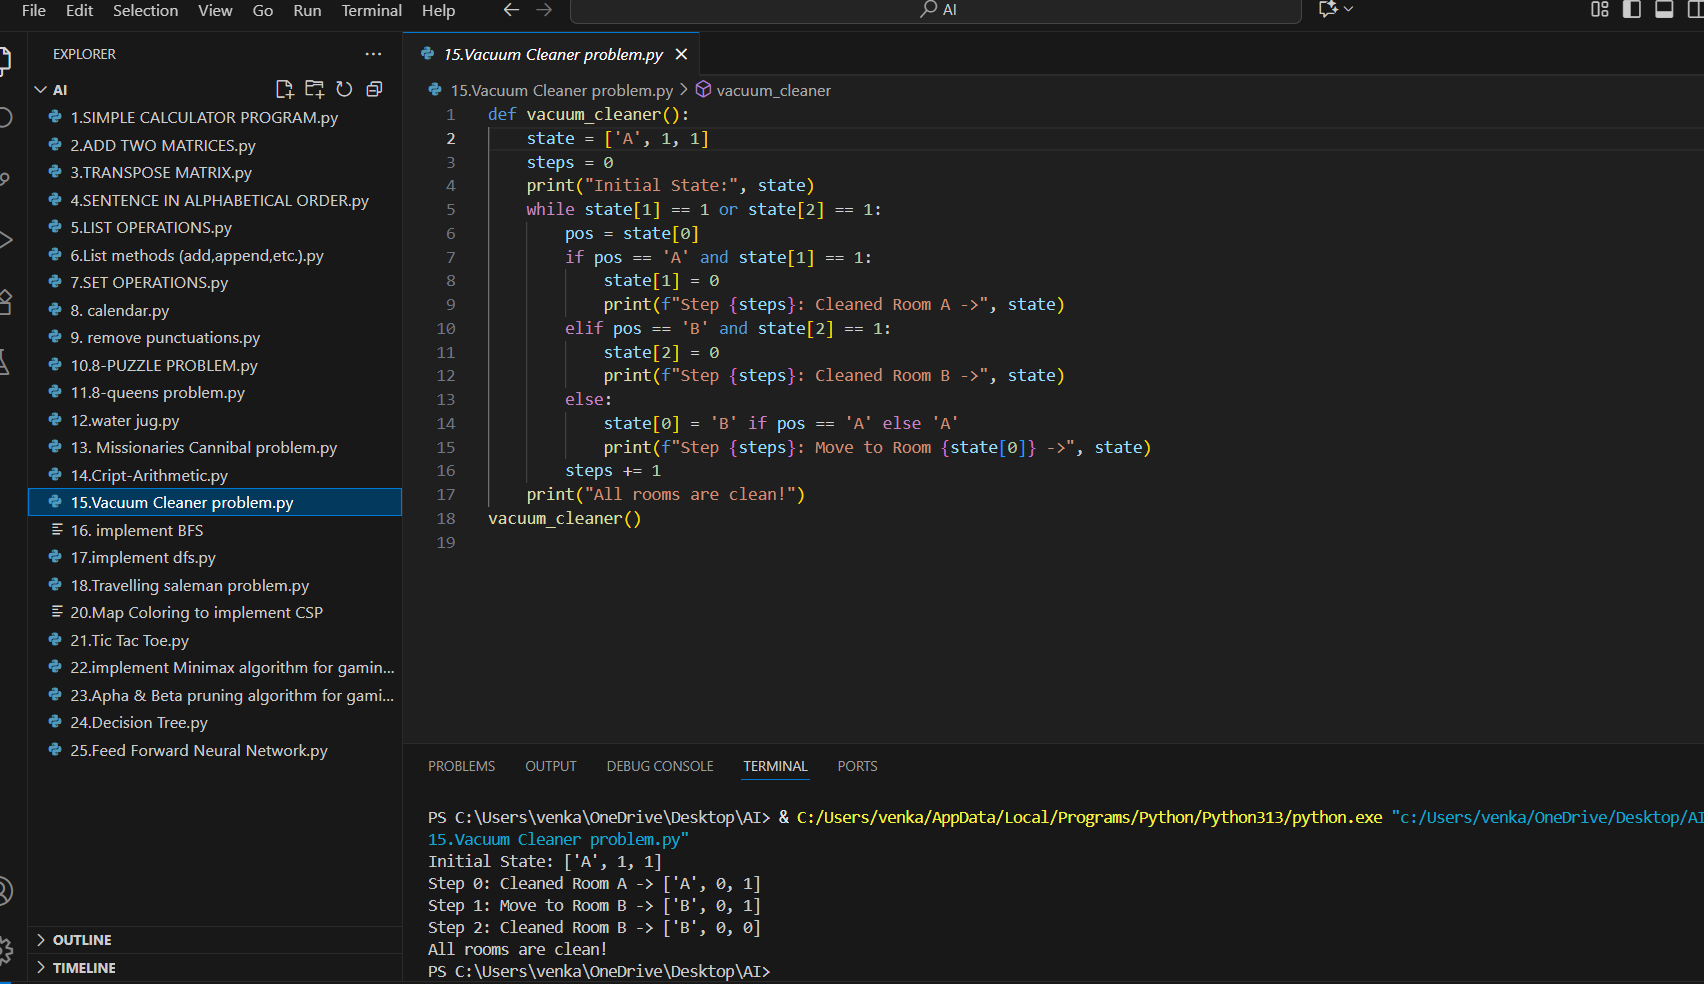 File Edit Selection View Go Run Terminal Help
AI
EXPLORER
AI
1.SIMPLE CALCULATOR PROGRAM.py
2.ADD TWO MATRICES.py
3.TRANSPOSE MATRIX.py
4.SENTENCE IN ALPHABETICAL ORDER.py
5.LIST OPERATIONS.py
6.List methods (add,append,etc.).py
7.SET OPERATIONS.py
8. calendar.py
9. remove punctuations.py
10.8-PUZZLE PROBLEM.py
11.8-queens problem.py
12.water jug.py
13. Missionaries Cannibal problem.py
14.Cript-Arithmetic.py
15.Vacuum Cleaner problem.py
16. implement BFS
17.implement dfs.py
18.Travelling saleman problem.py
20.Map Coloring to implement CSP
21.Tic Tac Toe.py
22.implement Minimax algorithm for gamin...
23.Apha & Beta pruning algorithm for gami...
24.Decision Tree.py
25.Feed Forward Neural Network.py
OUTLINE
TIMELINE
15.Vacuum Cleaner problem.py
15.Vacuum Cleaner problem.py > vacuum_cleaner
1 def vacuum_cleaner():
2     state = ['A', 1, 1]
3     steps = 0
4     print("Initial State:", state)
5     while state[1] == 1 or state[2] == 1:
6         pos = state[0]
7         if pos == 'A' and state[1] == 1:
8             state[1] = 0
9             print(f"Step {steps}: Cleaned Room A ->", state)
10         elif pos == 'B' and state[2] == 1:
11             state[2] = 0
12             print(f"Step {steps}: Cleaned Room B ->", state)
13         else:
14             state[0] = 'B' if pos == 'A' else 'A'
15             print(f"Step {steps}: Move to Room {state[0]} ->", state)
16         steps += 1
17     print("All rooms are clean!")
18 vacuum_cleaner()
19
PROBLEMS OUTPUT DEBUG CONSOLE TERMINAL PORTS
PS C:\Users\venka\OneDrive\Desktop\AI> & C:/Users/venka/AppData/Local/Programs/Python/Python313/python.exe "c:/Users/venka/OneDrive/Desktop/AI
15.Vacuum Cleaner problem.py"
Initial State: ['A', 1, 1]
Step 0: Cleaned Room A -> ['A', 0, 1]
Step 1: Move to Room B -> ['B', 0, 1]
Step 2: Cleaned Room B -> ['B', 0, 0]
All rooms are clean!
PS C:\Users\venka\OneDrive\Desktop\AI>